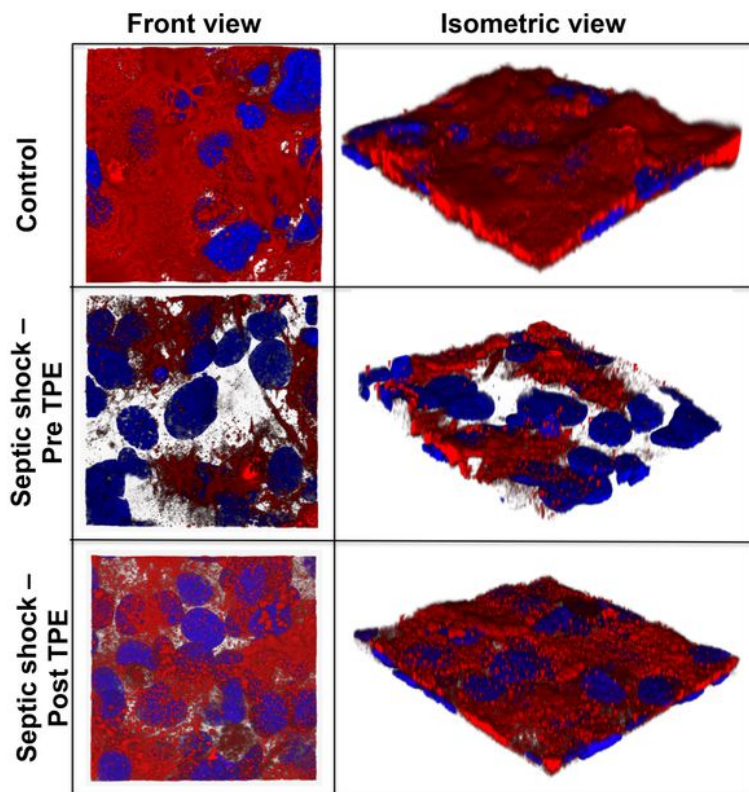 Front view
Isometric view
Control
Septic shock –
Pre TPE
Septic shock –
Post TPE